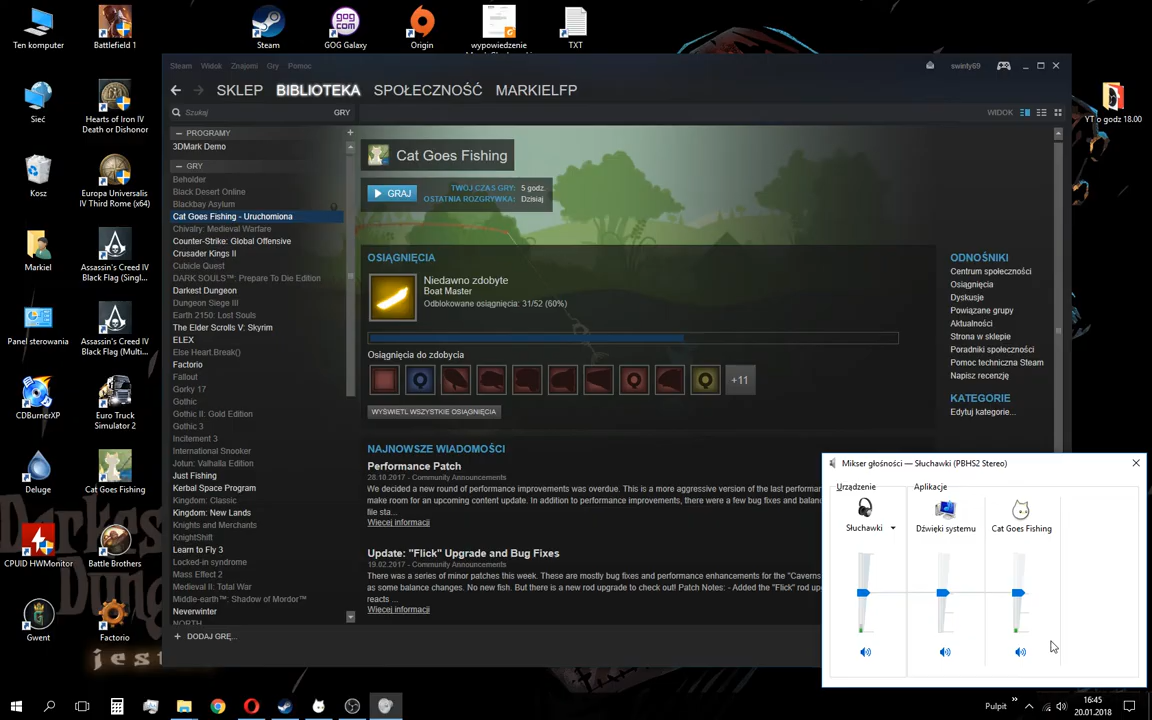 Ten komputer
Battlefield 1
Steam
GOG Galaxy
Origin
wypowiedzenie
TXT
Sieć
Hearts of Iron IV
Death or Dishonor
YT o godz 18.00
Kosz
Europa Universalis
IV Third Rome (x64)
Markiel
Assassin's Creed IV
Black Flag (Singl...
Panel sterowania
Assassin's Creed IV
Black Flag (Multi...
CDBurnerXP
Euro Truck
Simulator 2
Deluge
Cat Goes Fishing
CPUID HWMonitor
Battle Brothers
Gwent
Factorio
jest
Steam Widok Znajomi Gry Pomoc
swinfy69
SKLEP BIBLIOTEKA SPOŁECZNOŚĆ MARKIELFP
Szukaj
GRY
WIDOK
PROGRAMY
3DMark Demo
GRY
Beholder
Black Desert Online
Blackbay Asylum
Cat Goes Fishing - Uruchomiona
Chivalry: Medieval Warfare
Counter-Strike: Global Offensive
Crusader Kings II
Cubicle Quest
DARK SOULS™: Prepare To Die Edition
Darkest Dungeon
Dungeon Siege III
Earth 2150: Lost Souls
The Elder Scrolls V: Skyrim
ELEX
Else Heart.Break()
Factorio
Fallout
Gorky 17
Gothic
Gothic II: Gold Edition
Gothic 3
Incitement 3
International Snooker
Jotun: Valhalla Edition
Just Fishing
Kerbal Space Program
Kingdom: Classic
Kingdom: New Lands
Knights and Merchants
KnightShift
Learn to Fly 3
Locked-in syndrome
Mass Effect 2
Medieval II: Total War
Middle-earth™: Shadow of Mordor™
Neverwinter
NORTH
DODAJ GRĘ...
Cat Goes Fishing
GRAJ
TWÓJ CZAS GRY: 5 godz.
OSTATNIA ROZGRYWKA: Dzisiaj
OSIĄGNIĘCIA
Niedawno zdobyte
Boat Master
Odblokowane osiągnięcia: 31/52 (60%)
Osiągnięcia do zdobycia
+11
WYŚWIETL WSZYSTKIE OSIĄGNIĘCIA
NAJNOWSZE WIADOMOŚCI
Performance Patch
28.10.2017 - Community Announcements
We decided a new round of performance improvements was overdue. This is a more aggressive version of the last perfor
make room for an upcoming content update. In addition to performance improvements, there were a few bug fixes and bala
file sta...
Więcej informacji
Update: "Flick" Upgrade and Bug Fixes
19.02.2017 - Community Announcements
There was a series of minor patches this week. These are mostly bug fixes and performance enhancements for the "Caverns
as some balance changes. No new fish. But there is a new rod upgrade to check out! Patch Notes: - Added the "Flick" rod up
reacts ...
Więcej informacji
ODNOŚNIKI
Centrum społeczności
Osiągnięcia
Dyskusje
Powiązane grupy
Aktualności
Strona w sklepie
Poradniki społeczności
Pomoc techniczna Steam
Napisz recenzję
KATEGORIE
Edytuj kategorie...
Mikser głośności — Słuchawki (PBHS2 Stereo)
Urządzenie
Aplikacje
Słuchawki
Dźwięki systemu
Cat Goes Fishing
Pulpit
16:45
20.01.2018